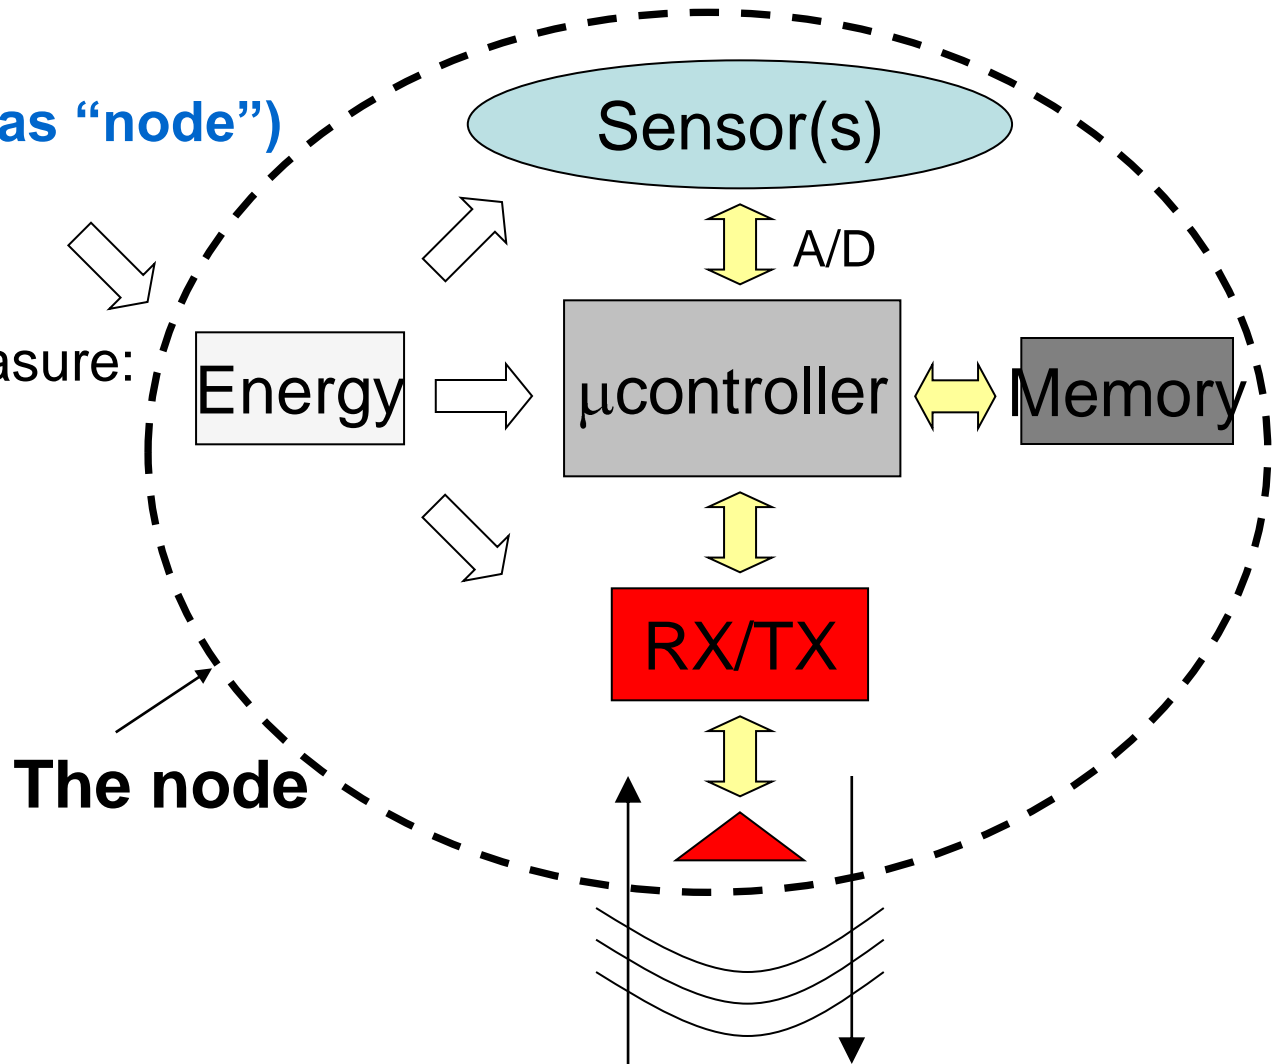 as “node”)
Sensor(s)
A/D
asure:
Energy
μcontroller
Memory
RX/TX
The node